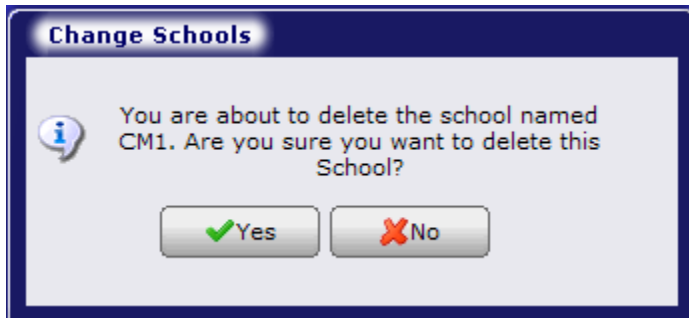 Change Schools
You are about to delete the school named
CM1. Are you sure you want to delete this
School?
Yes
No